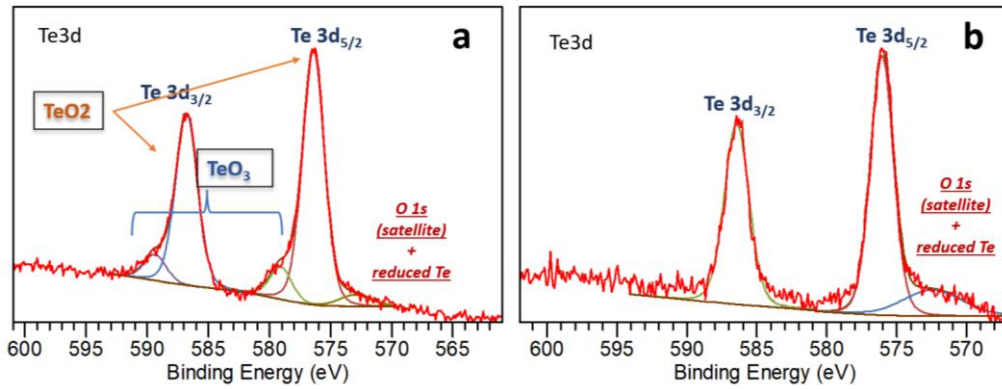 Te3d
a
Te 3d5/2
Te 3d3/2
TeO2
TeO3
O 1s
(satellite)
+
reduced Te
600 595 590 585 580 575 570 565
Binding Energy (eV)
Te3d
b
Te 3d5/2
Te 3d3/2
O 1s
(satellite)
+
reduced Te
600 595 590 585 580 575 570
Binding Energy (eV)